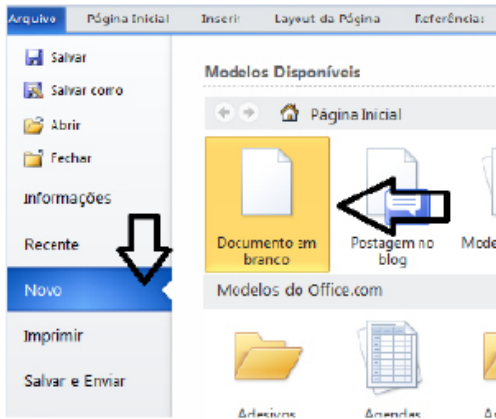 Arquivo Página Inicial Inserir Layout da Página Referências
Salvar
Salvar como
Abrir
Fechar
Informações
Recente
Novo
Imprimir
Salvar e Enviar
Modelos Disponíveis
Página Inicial
Documento em
branco
Postagem no
blog
Mode
Modelos do Office.com
Adesivos
Agendas